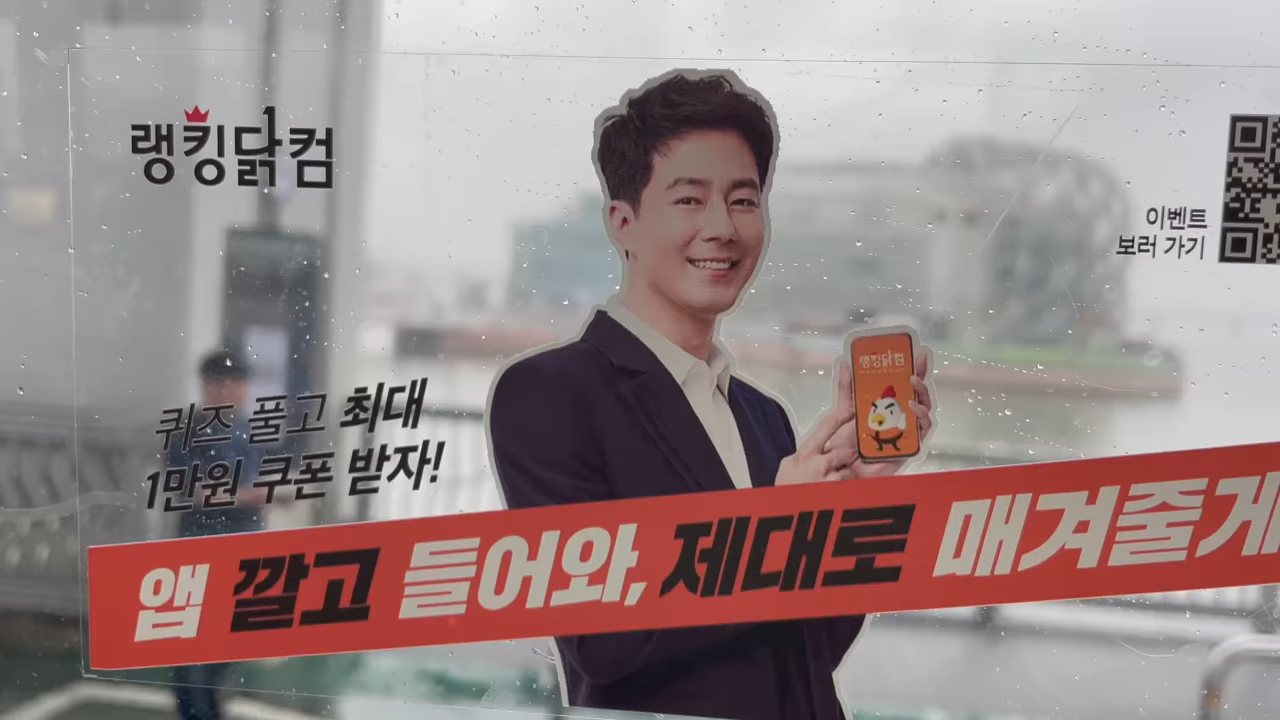 랭킹닭컴
이벤트
보러 가기
퀴즈 풀고 최대
1만원 쿠폰 받자!
랭킹닭컴
앱 깔고 들어와, 제대로 매겨줄게